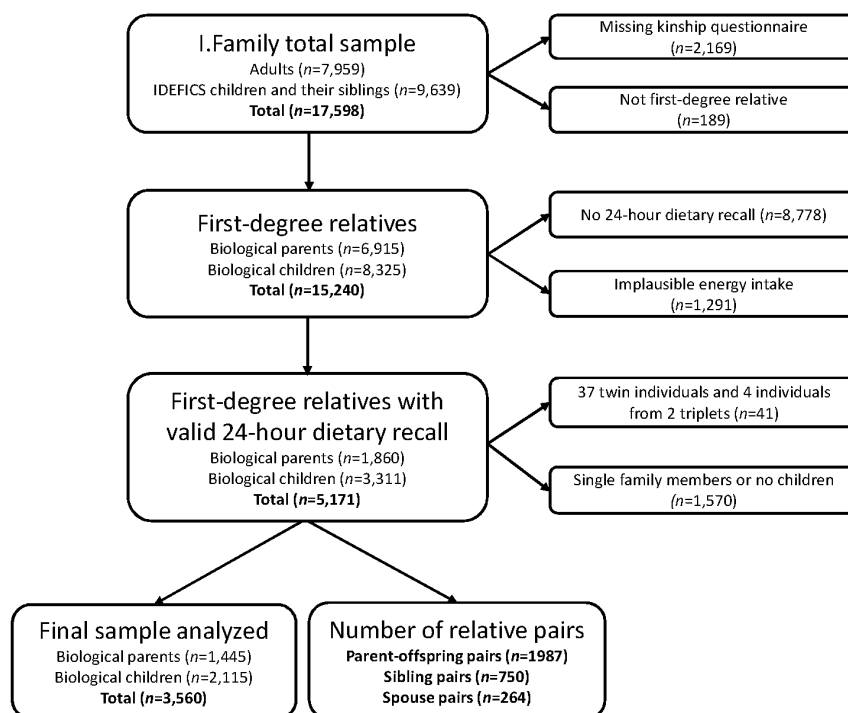 I.Family total sample
Adults (n=7,959)
IDEFICS children and their siblings (n=9,639)
Total (n=17,598)
Missing kinship questionnaire
(n=2,169)
Not first-degree relative
(n=189)
First-degree relatives
Biological parents (n=6,915)
Biological children (n=8,325)
Total (n=15,240)
No 24-hour dietary recall (n=8,778)
Implausible energy intake
(n=1,291)
First-degree relatives with
valid 24-hour dietary recall
Biological parents (n=1,860)
Biological children (n=3,311)
Total (n=5,171)
37 twin individuals and 4 individuals
from 2 triplets (n=41)
Single family members or no children
(n=1,570)
Final sample analyzed
Biological parents (n=1,445)
Biological children (n=2,115)
Total (n=3,560)
Number of relative pairs
Parent-offspring pairs (n=1987)
Sibling pairs (n=750)
Spouse pairs (n=264)